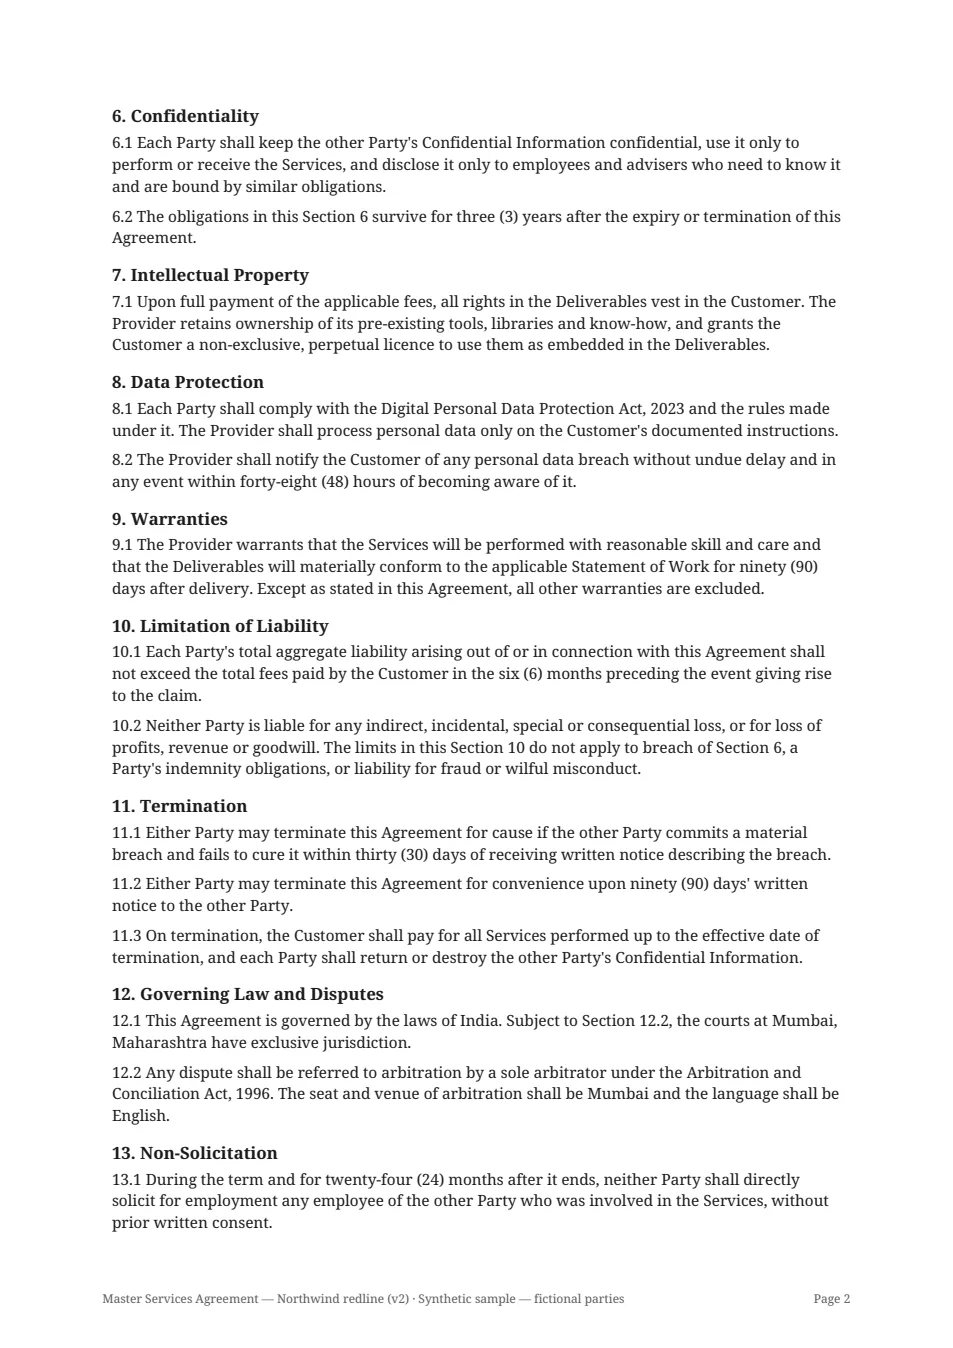 6. Confidentiality
6.1 Each Party shall keep the other Party's Confidential Information confidential, use it only to
perform or receive the Services, and disclose it only to employees and advisers who need to know it
and are bound by similar obligations.
6.2 The obligations in this Section 6 survive for three (3) years after the expiry or termination of this
Agreement.
7. Intellectual Property
7.1 Upon full payment of the applicable fees, all rights in the Deliverables vest in the Customer. The
Provider retains ownership of its pre-existing tools, libraries and know-how, and grants the
Customer a non-exclusive, perpetual licence to use them as embedded in the Deliverables.
8. Data Protection
8.1 Each Party shall comply with the Digital Personal Data Protection Act, 2023 and the rules made
under it. The Provider shall process personal data only on the Customer's documented instructions.
8.2 The Provider shall notify the Customer of any personal data breach without undue delay and in
any event within forty-eight (48) hours of becoming aware of it.
9. Warranties
9.1 The Provider warrants that the Services will be performed with reasonable skill and care and
that the Deliverables will materially conform to the applicable Statement of Work for ninety (90)
days after delivery. Except as stated in this Agreement, all other warranties are excluded.
10. Limitation of Liability
10.1 Each Party's total aggregate liability arising out of or in connection with this Agreement shall
not exceed the total fees paid by the Customer in the six (6) months preceding the event giving rise
to the claim.
10.2 Neither Party is liable for any indirect, incidental, special or consequential loss, or for loss of
profits, revenue or goodwill. The limits in this Section 10 do not apply to breach of Section 6, a
Party's indemnity obligations, or liability for fraud or wilful misconduct.
11. Termination
11.1 Either Party may terminate this Agreement for cause if the other Party commits a material
breach and fails to cure it within thirty (30) days of receiving written notice describing the breach.
11.2 Either Party may terminate this Agreement for convenience upon ninety (90) days' written
notice to the other Party.
11.3 On termination, the Customer shall pay for all Services performed up to the effective date of
termination, and each Party shall return or destroy the other Party's Confidential Information.
12. Governing Law and Disputes
12.1 This Agreement is governed by the laws of India. Subject to Section 12.2, the courts at Mumbai,
Maharashtra have exclusive jurisdiction.
12.2 Any dispute shall be referred to arbitration by a sole arbitrator under the Arbitration and
Conciliation Act, 1996. The seat and venue of arbitration shall be Mumbai and the language shall be
English.
13. Non-Solicitation
13.1 During the term and for twenty-four (24) months after it ends, neither Party shall directly
solicit for employment any employee of the other Party who was involved in the Services, without
prior written consent.
Master Services Agreement — Northwind redline (v2) · Synthetic sample — fictional parties
Page 2